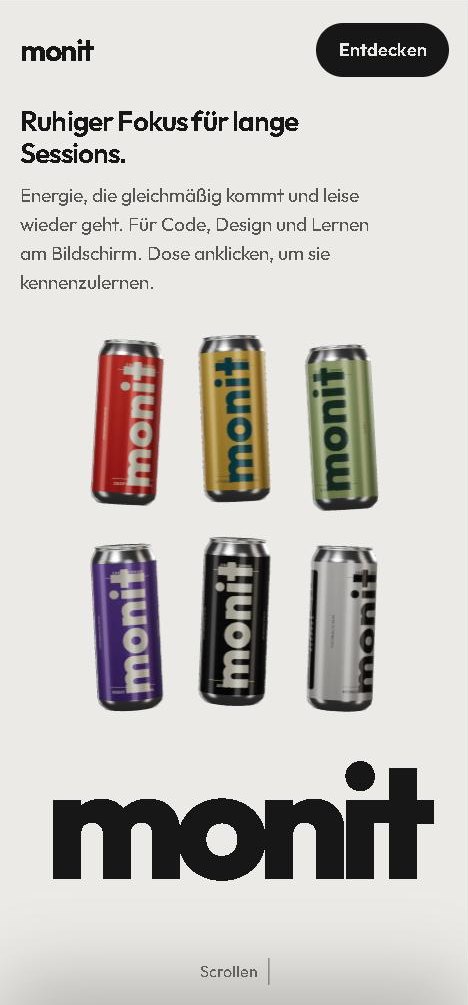 monit
Entdecken
Ruhiger Fokus für lange
Sessions.
Energie, die gleichmäßig kommt und leise
wieder geht. Für Code, Design und Lernen
am Bildschirm. Dose anklicken, um sie
kennenzulernen.
monit
monit
monit
monit
monit
monit
monit
Scrollen